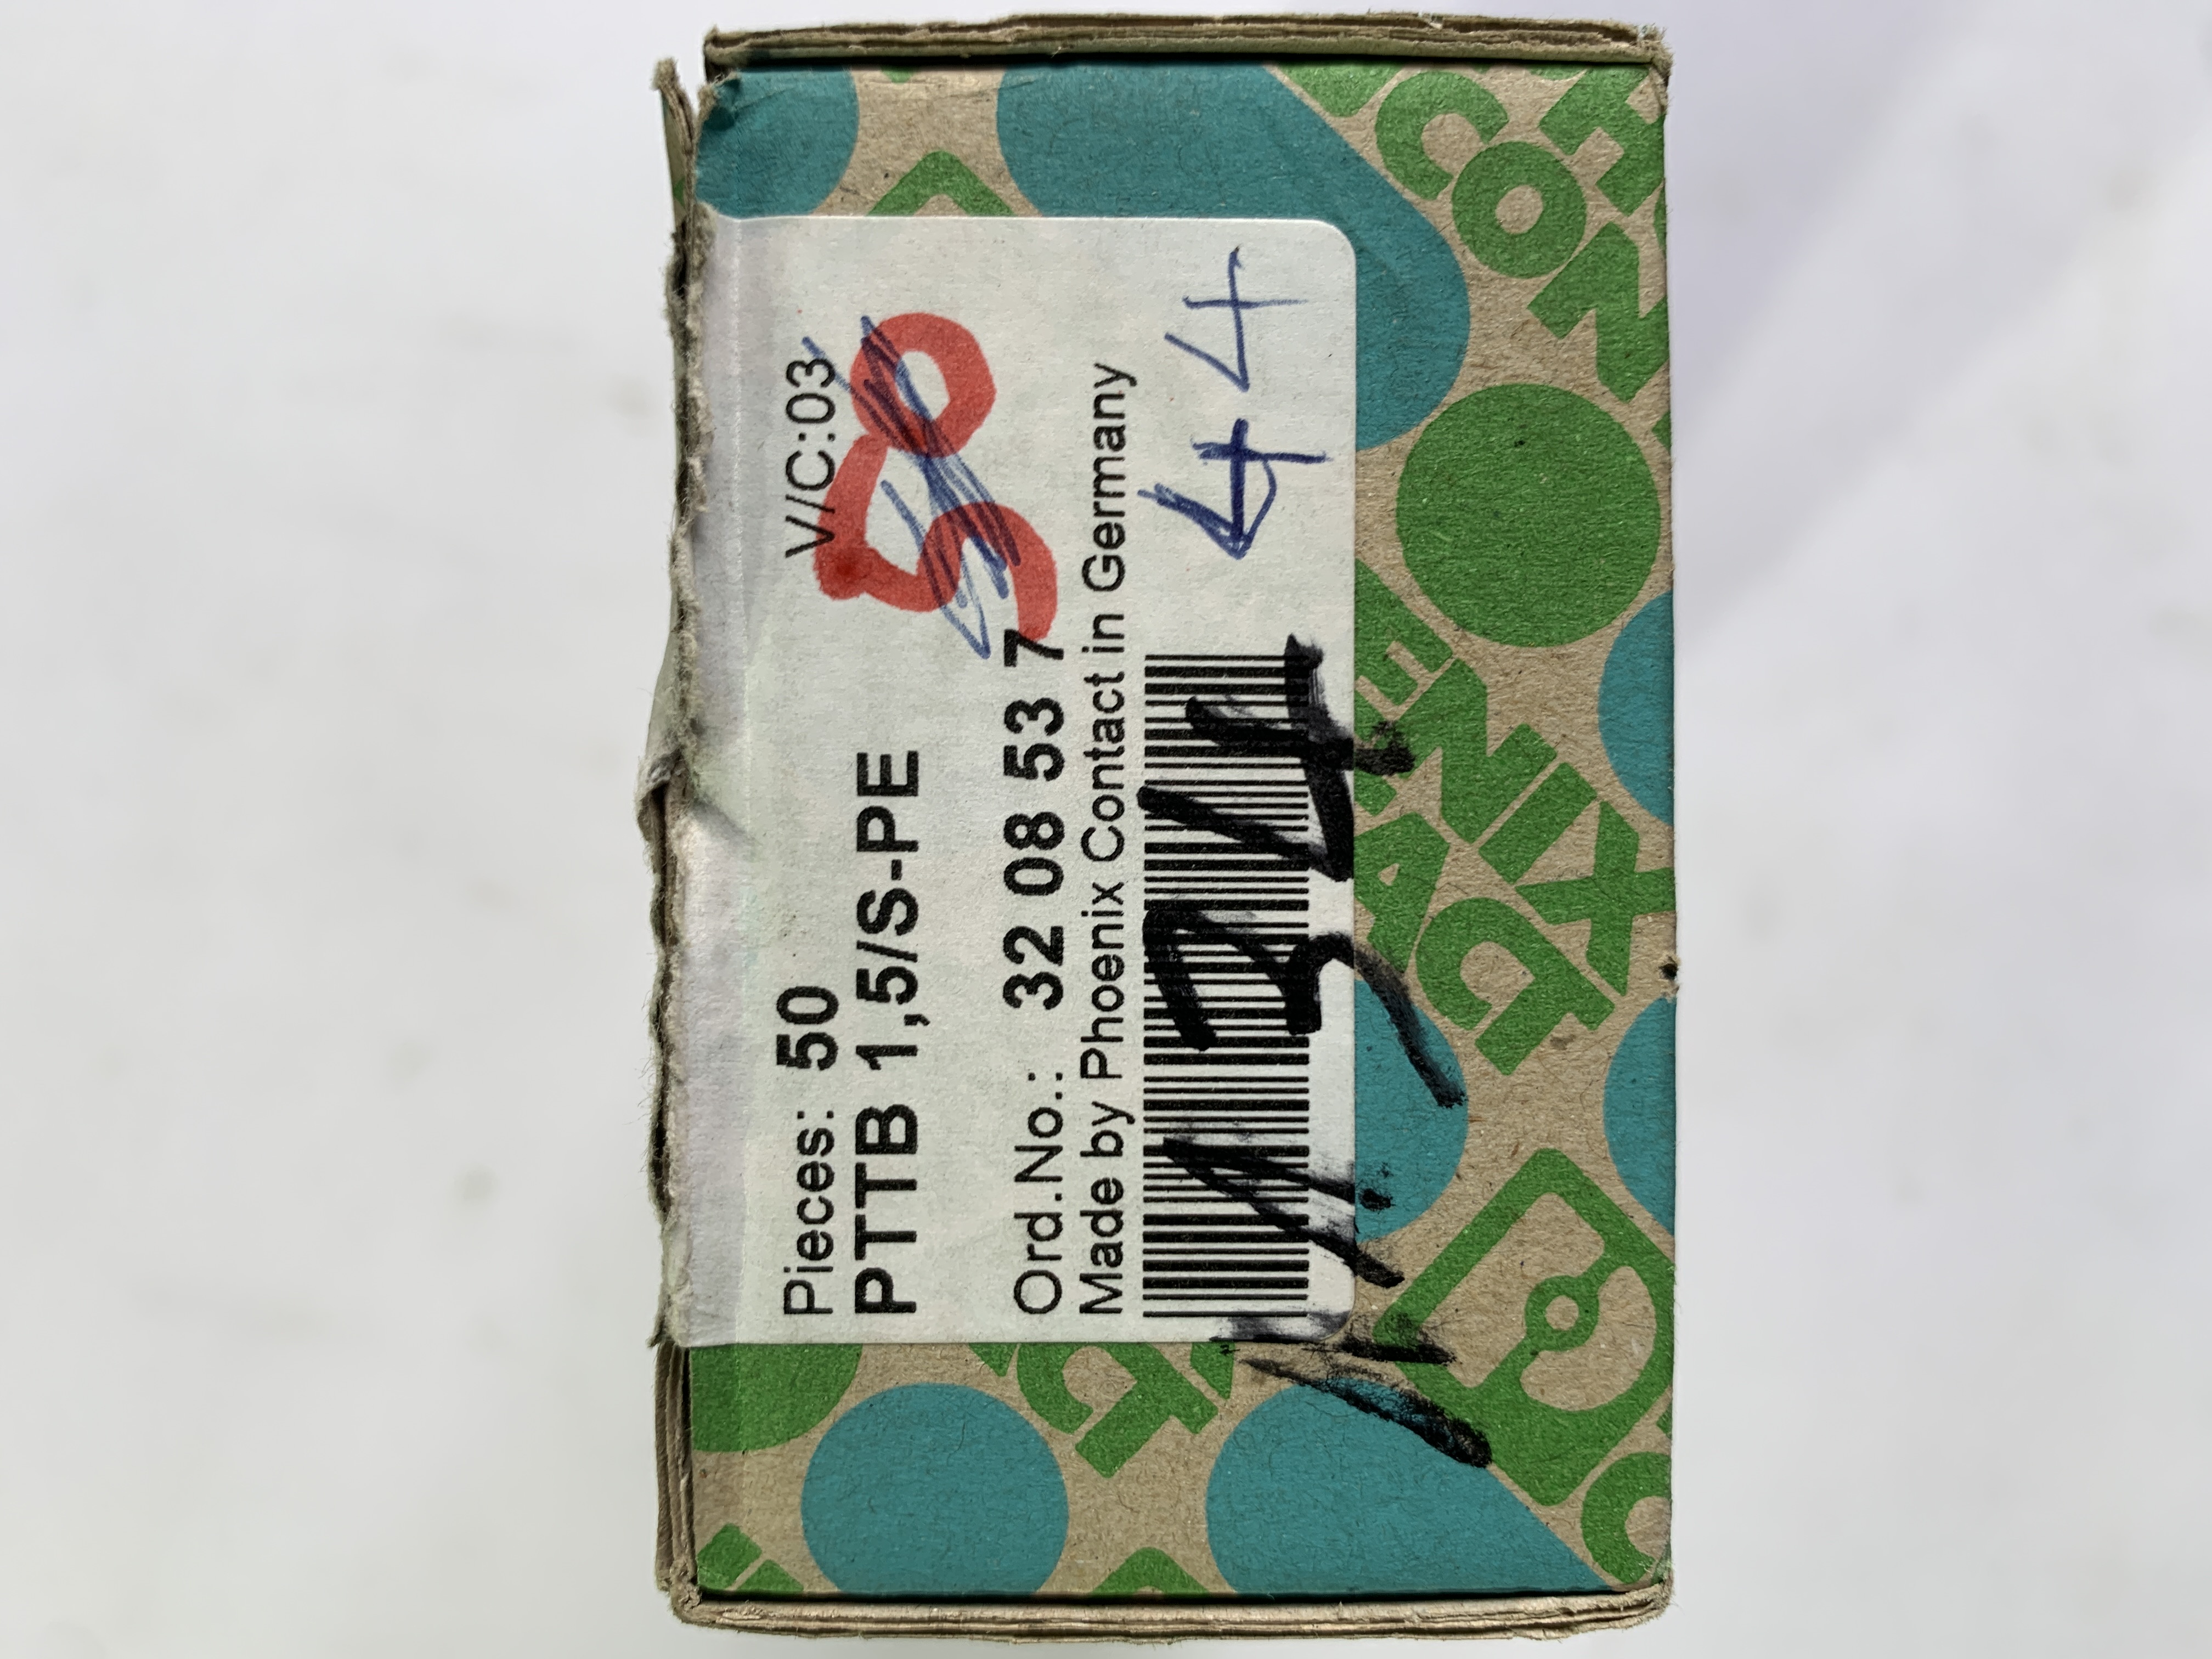 Pieces: 50 V/C:03
PTTB 1,5/S-PE
50
Ord.No.: 32 08 53 7
Made by Phoenix Contact in Germany
44